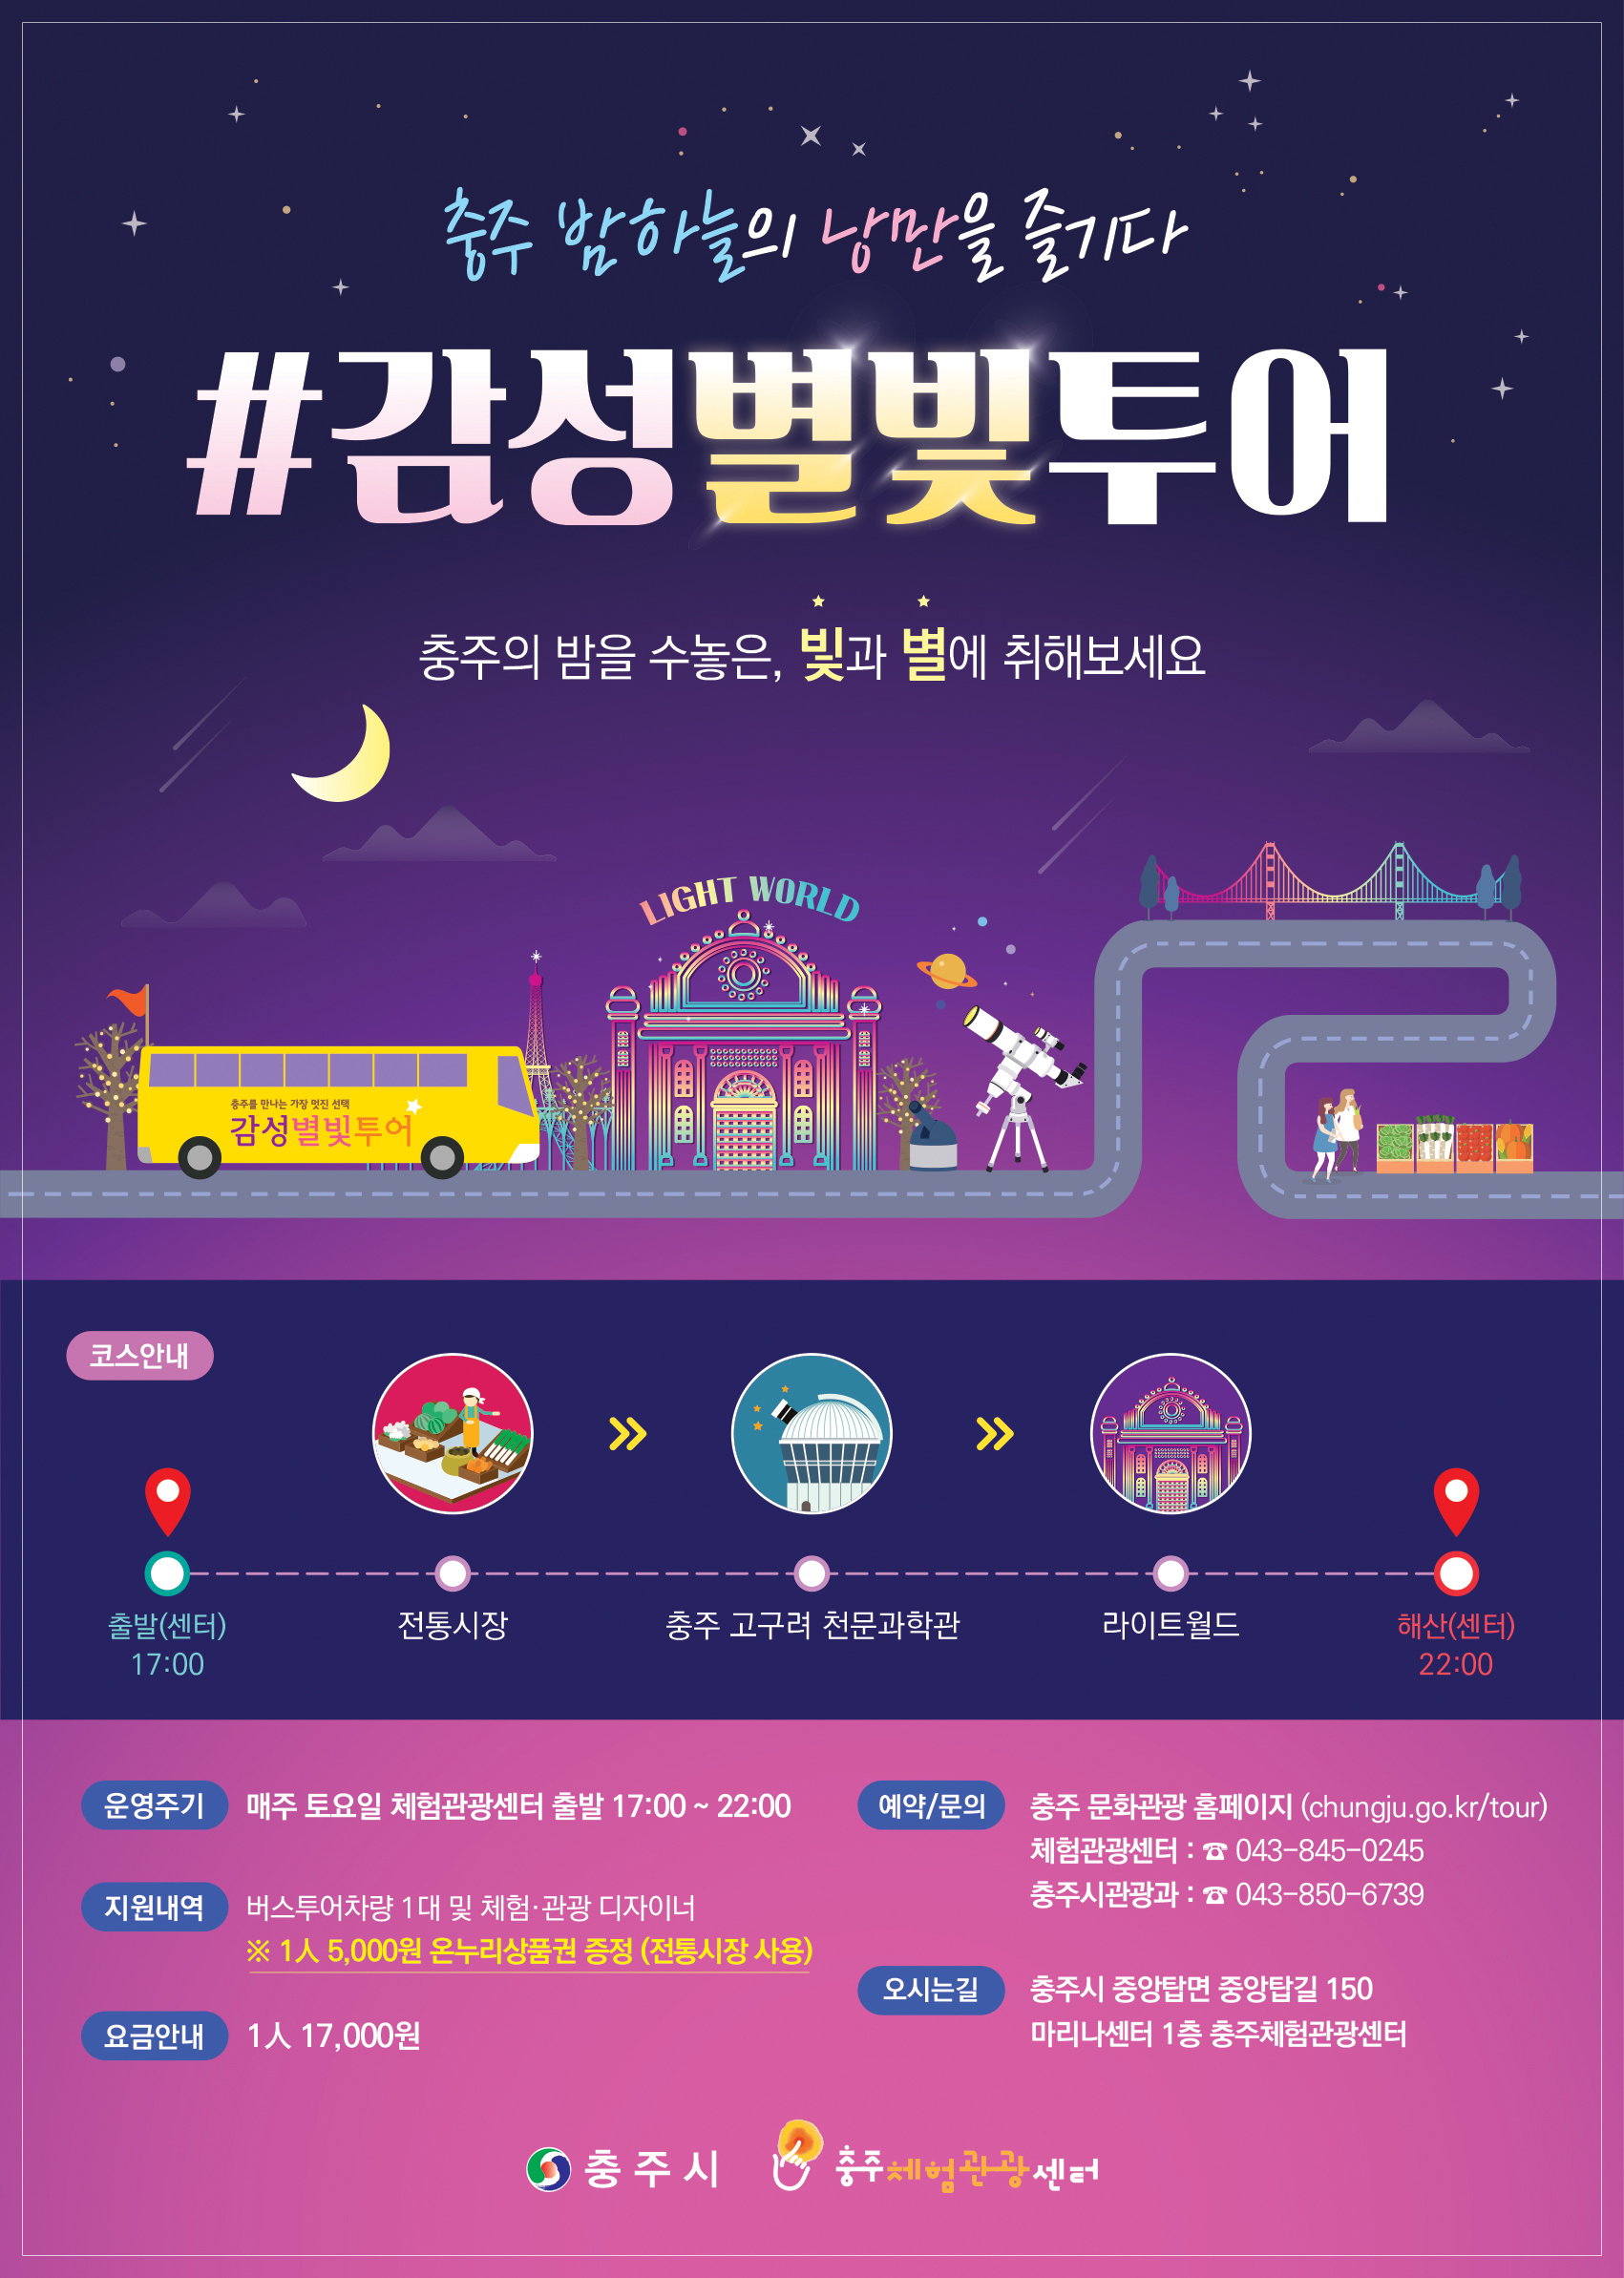 충주 밤하늘의 낭만을 즐기다
#감성별빛투어
충주의 밤을 수놓은, 빛과 별에 취해보세요
LIGHT WORLD
충주를 만나는 가장 멋진 선택
감성별빛투어
코스안내
출발(센터)
17:00
전통시장
충주 고구려 천문과학관
라이트월드
해산(센터)
22:00
운영주기
매주 토요일 체험관광센터 출발 17:00 ~ 22:00
지원내역
버스투어차량 1대 및 체험·관광 디자이너
※ 1人 5,000원 온누리상품권 증정 (전통시장 사용)
요금안내
1人 17,000원
예약/문의
충주 문화관광 홈페이지 (chungju.go.kr/tour)
체험관광센터 : ☎ 043-845-0245
충주시관광과 : ☎ 043-850-6739
오시는길
충주시 중앙탑면 중앙탑길 150
마리나센터 1층 충주체험관광센터
충주시
충주체험관광센터